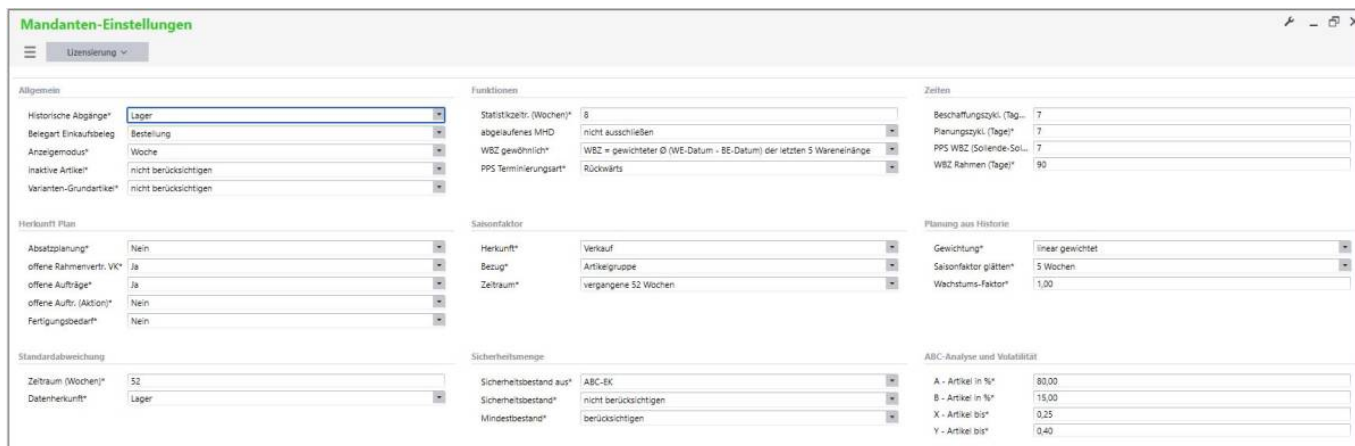 Mandanten-Einstellungen
Lizensierung
Allgemein
Historische Abgänge* Lager
Belegart Einkaufsbeleg Bestellung
Anzeigemodus* Woche
Inaktive Artikel* nicht berücksichtigen
Varianten-Grundartikel* nicht berücksichtigen
Funktionen
Statistikzeitr. (Wochen)* 8
abgelaufenes MHD nicht ausschließen
WBZ gewöhnlich* WBZ = gewichteter Ø (WE-Datum - BE-Datum) der letzten 5 Wareneinänge
PPS Terminierungsart* Rückwärts
Zeiten
Beschaffungszykl. (Tag... 7
Planungszykl. (Tage)* 7
PPS WBZ (Sollende-Sol... 7
WBZ Rahmen (Tage)* 90
Herkunft Plan
Absatzplanung* Nein
offene Rahmenvertr. VK* Ja
offene Aufträge* Ja
offene Auftr. (Aktion)* Nein
Fertigungsbedarf* Nein
Saisonfaktor
Herkunft* Verkauf
Bezug* Artikelgruppe
Zeitraum* vergangene 52 Wochen
Planung aus Historie
Gewichtung* linear gewichtet
Saisonfaktor glätten* 5 Wochen
Wachstums-Faktor* 1,00
Standardabweichung
Zeitraum (Wochen)* 52
Datenherkunft* Lager
Sicherheitsmenge
Sicherheitsbestand aus* ABC-EK
Sicherheitsbestand* nicht berücksichtigen
Mindestbestand* berücksichtigen
ABC-Analyse und Volatilität
A - Artikel in %* 80,00
B - Artikel in %* 15,00
X - Artikel bis* 0,25
Y - Artikel bis* 0,40